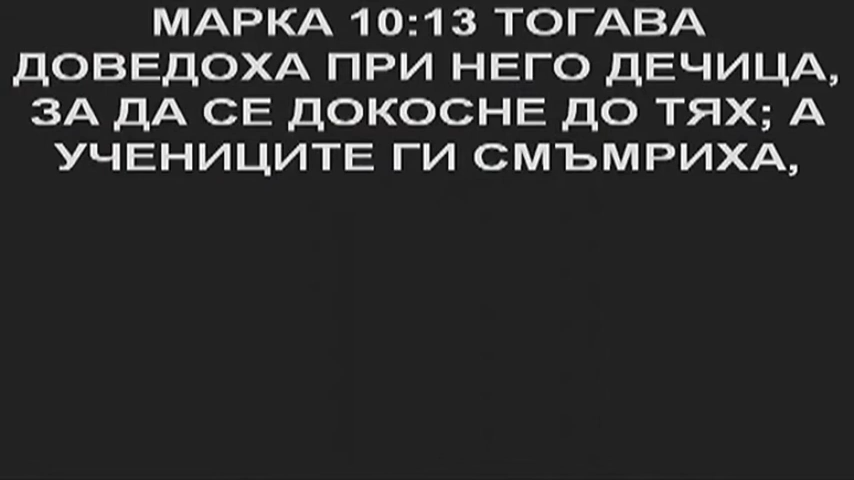 МАРКА 10:13 ТОГАВА
ДОВЕДОХА ПРИ НЕГО ДЕЧИЦА,
ЗА ДА СЕ ДОКОСНЕ ДО ТЯХ; А
УЧЕНИЦИТЕ ГИ СМЪМРИХА,